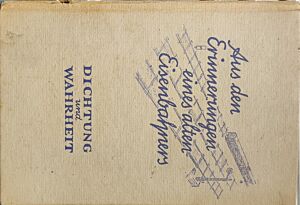 Aus den
Erinnerungen
eines alten
Eisenbahners
DICHTUNG
und
WAHRHEIT